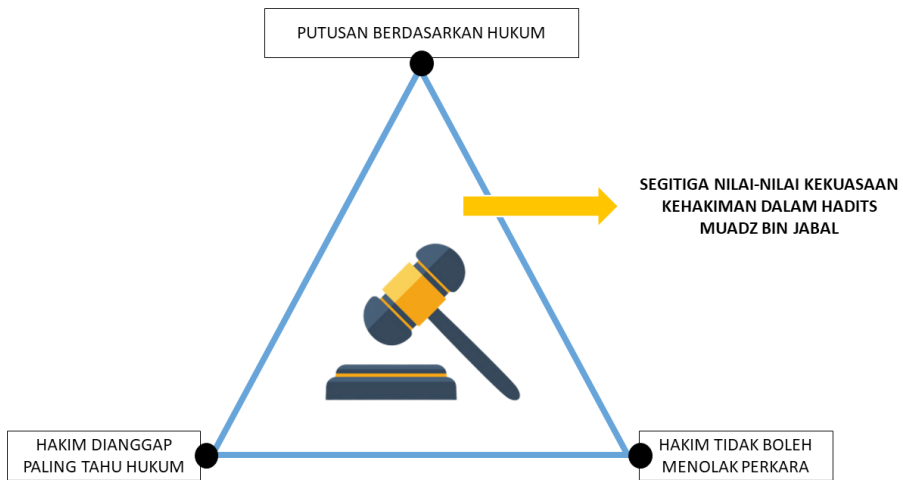 PUTUSAN BERDASARKAN HUKUM
SEGITIGA NILAI-NILAI KEKUASAAN
KEHAKIMAN DALAM HADITS
MUADZ BIN JABAL
HAKIM DIANGGAP
PALING TAHU HUKUM
HAKIM TIDAK BOLEH
MENOLAK PERKARA